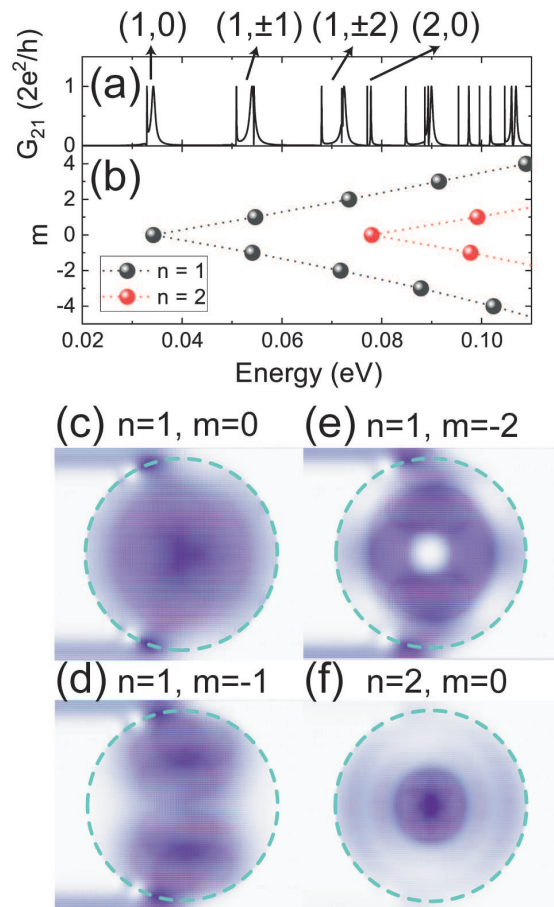 (1,0) (1,±1) (1,±2) (2,0)
(a)
G21 (2e²/h)
1
0
(b)
m
4
2
0
-2
-4
n = 1
n = 2
0.02 0.04 0.06 0.08 0.10
Energy (eV)
(c) n=1, m=0
(e) n=1, m=-2
(d) n=1, m=-1
(f) n=2, m=0